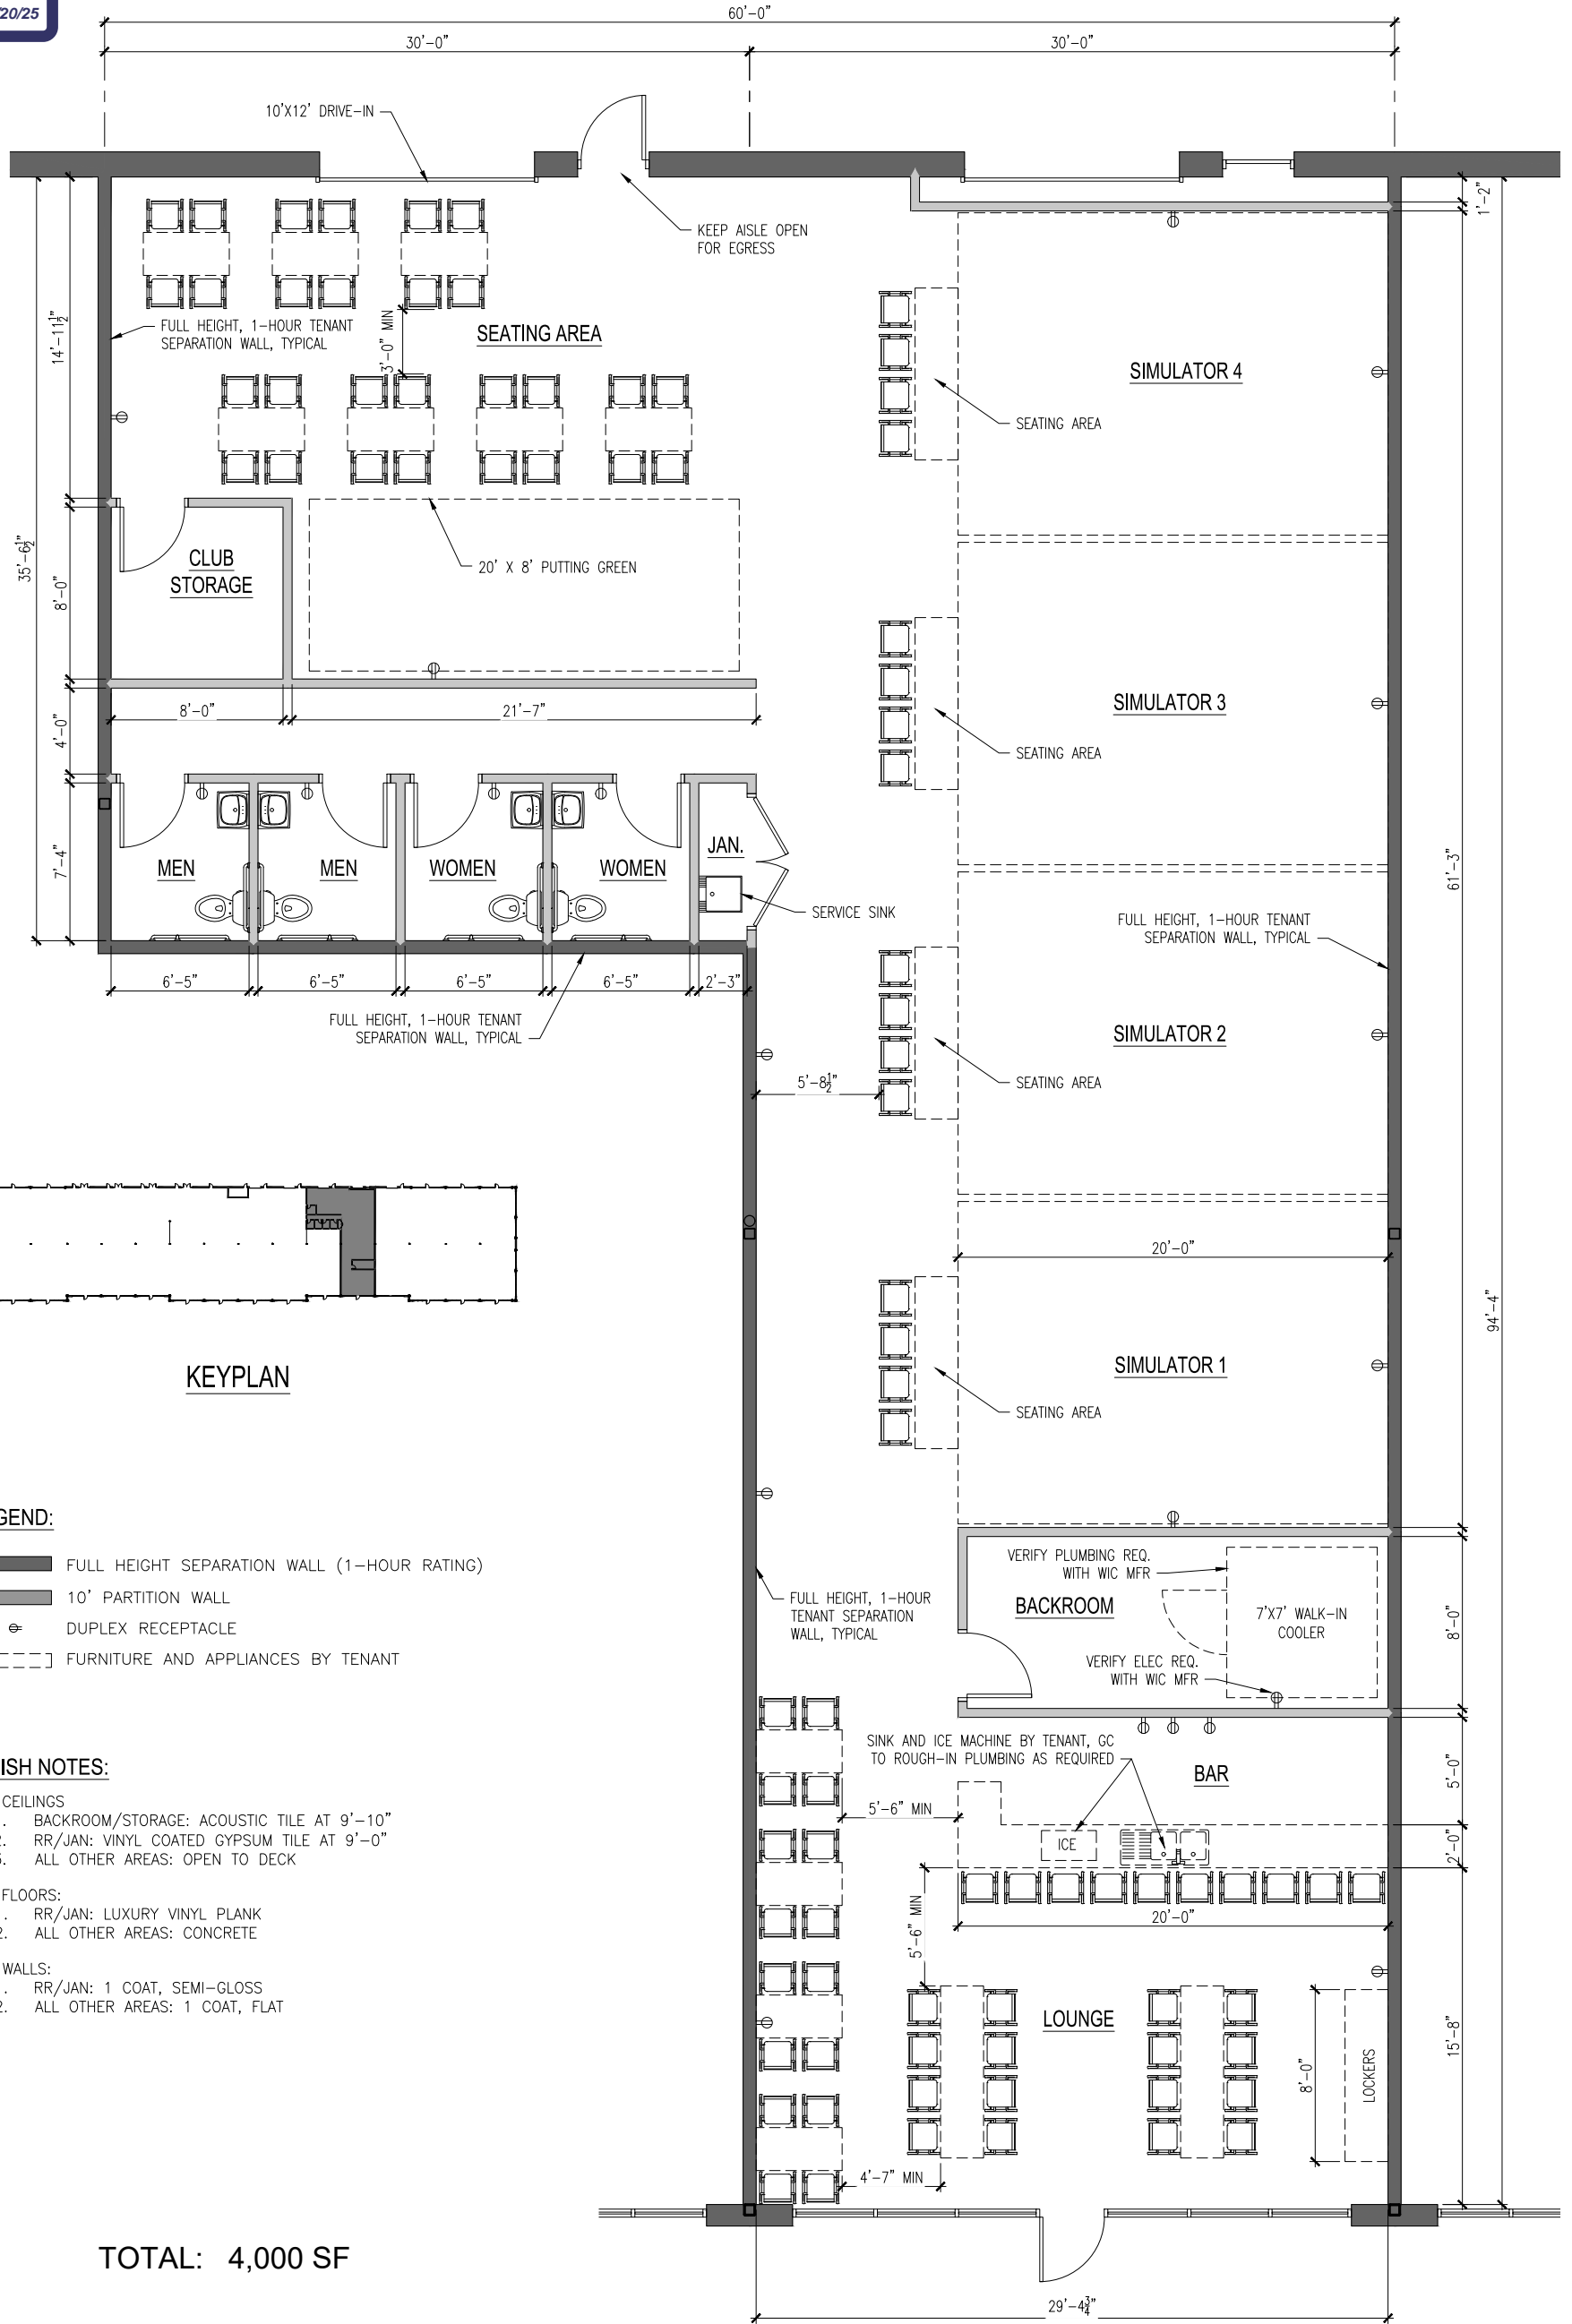 /20/25
60'-0"
30'-0"
30'-0"
10'X12' DRIVE-IN
1'-2"
KEEP AISLE OPEN
FOR EGRESS
14'-11½"
FULL HEIGHT, 1-HOUR TENANT
SEPARATION WALL, TYPICAL
3'-0" MIN
SEATING AREA
SIMULATOR 4
SEATING AREA
35'-6½"
8'-0"
CLUB
STORAGE
20' X 8' PUTTING GREEN
4'-0"
8'-0"
21'-7"
SIMULATOR 3
SEATING AREA
7'-4"
MEN
MEN
WOMEN
WOMEN
JAN.
SERVICE SINK
61'-3"
FULL HEIGHT, 1-HOUR TENANT
SEPARATION WALL, TYPICAL
6'-5"
6'-5"
6'-5"
6'-5"
2'-3"
FULL HEIGHT, 1-HOUR TENANT
SEPARATION WALL, TYPICAL
SIMULATOR 2
SEATING AREA
5'-8½"
20'-0"
94'-4"
KEYPLAN
SIMULATOR 1
SEATING AREA
GEND:
FULL HEIGHT SEPARATION WALL (1-HOUR RATING)
10' PARTITION WALL
DUPLEX RECEPTACLE
FURNITURE AND APPLIANCES BY TENANT
FULL HEIGHT, 1-HOUR
TENANT SEPARATION
WALL, TYPICAL
VERIFY PLUMBING REQ.
WITH WIC MFR
BACKROOM
7'X7' WALK-IN
COOLER
VERIFY ELEC REQ.
WITH WIC MFR
8'-0"
SINK AND ICE MACHINE BY TENANT, GC
TO ROUGH-IN PLUMBING AS REQUIRED
BAR
5'-0"
5'-6" MIN
ICE
2'-0"
20'-0"
5'-6" MIN
LOUNGE
8'-0"
LOCKERS
15'-8"
4'-7" MIN
29'-4¾"
ISH NOTES:
CEILINGS
. BACKROOM/STORAGE: ACOUSTIC TILE AT 9'-10"
2. RR/JAN: VINYL COATED GYPSUM TILE AT 9'-0"
3. ALL OTHER AREAS: OPEN TO DECK
FLOORS:
. RR/JAN: LUXURY VINYL PLANK
2. ALL OTHER AREAS: CONCRETE
WALLS:
. RR/JAN: 1 COAT, SEMI-GLOSS
2. ALL OTHER AREAS: 1 COAT, FLAT
TOTAL: 4,000 SF